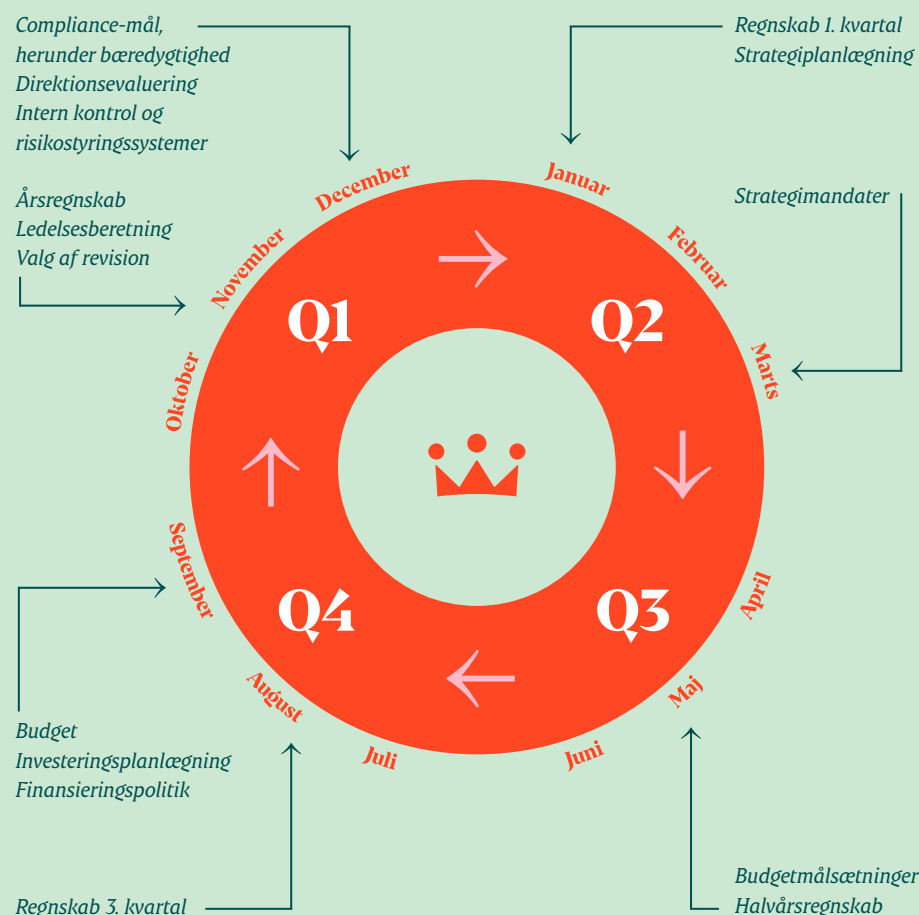 Compliance-mål,
herunder bæredygtighed
Direktionsevaluering
Intern kontrol og
risikostyringssystemer
Regnskab 1. kvartal
Strategiplanlægning
Årsregnskab
Ledelsesberetning
Valg af revision
Strategimandater
December
Januar
November
Februar
Oktober
Marts
Q1
Q2
September
April
Q4
Q3
August
Maj
Juli
Juni
Budget
Investeringsplanlægning
Finansieringspolitik
Regnskab 3. kvartal
Budgetmålsætninger
Halvårsregnskab